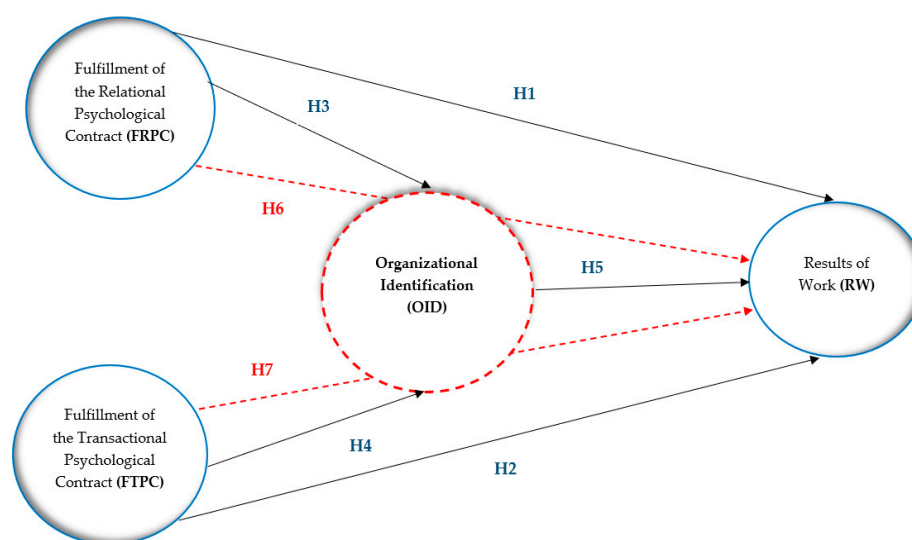 Fulfillment of
the Relational
Psychological
Contract (FRPC)
H1
H3
H6
Organizational
Identification
(OID)
H5
Results of
Work (RW)
H7
Fulfillment of
the Transactional
Psychological
Contract (FTPC)
H4
H2